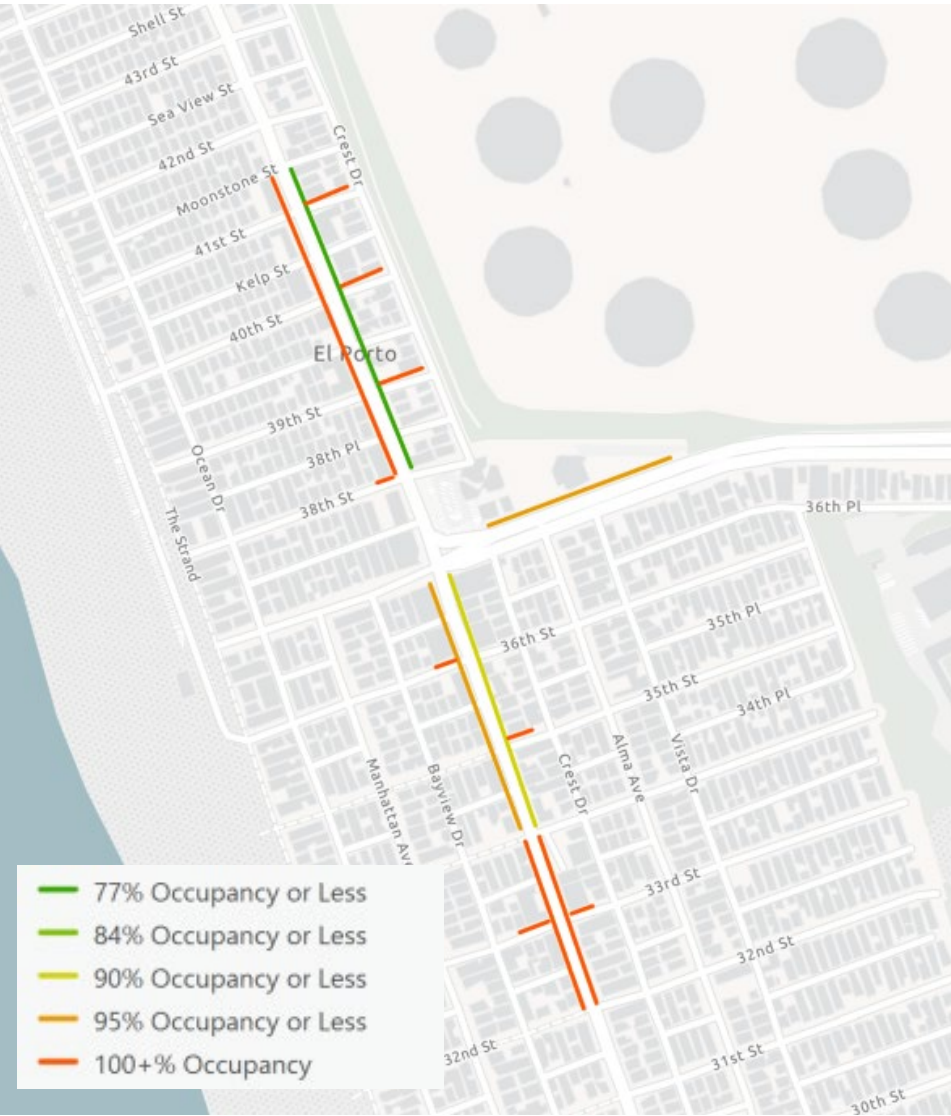 Shell St
43rd St
Sea View St
42nd St
Crest Dr
Moonstone St
41st St
Kelp St
40th St
El Porto
39th St
38th Pl
Ocean Dr
38th St
The Strand
36th Pl
36th St
35th Pl
35th St
34th Pl
Manhattan Ave
Bayview Dr
Crest Dr
Alma Ave
Vista Dr
33rd St
32nd St
32nd St
31st St
30th St
77% Occupancy or Less
84% Occupancy or Less
90% Occupancy or Less
95% Occupancy or Less
100+% Occupancy